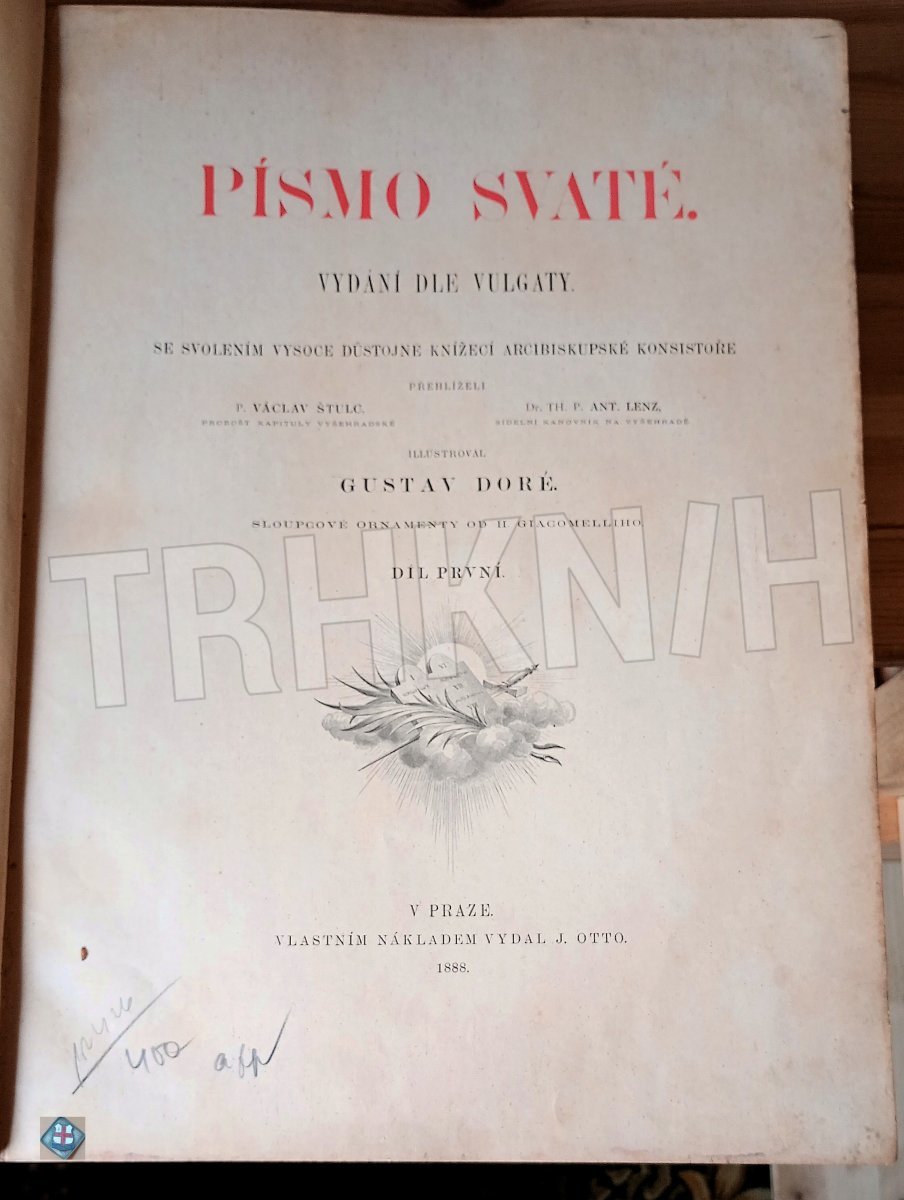 PÍSMO SVATÉ.
VYDÁNÍ DLE VULGATY.
SE SVOLENÍM VYSOCE DŮSTOJNE KNÍŽECÍ ARCIBISKUPSKÉ KONSISTOŘE
PŘEHLÍŽELI
P. VÁCLAV ŠTULC,
PROBOŠT KAPITULY VYŠEHRADSKÉ
Dr. TH. P. ANT. LENZ,
SÍDELNÍ KANOVNÍK NA VYŠEHRADĚ
ILLUSTROVAL
GUSTAV DORÉ.
SLOUPCOVÉ ORNAMENTY OD H. GIACOMELLIHO.
TRHKN/H
DÍL PRVNÍ.
V PRAZE.
VLASTNÍM NÁKLADEM VYDAL J. OTTO.
1888.
400